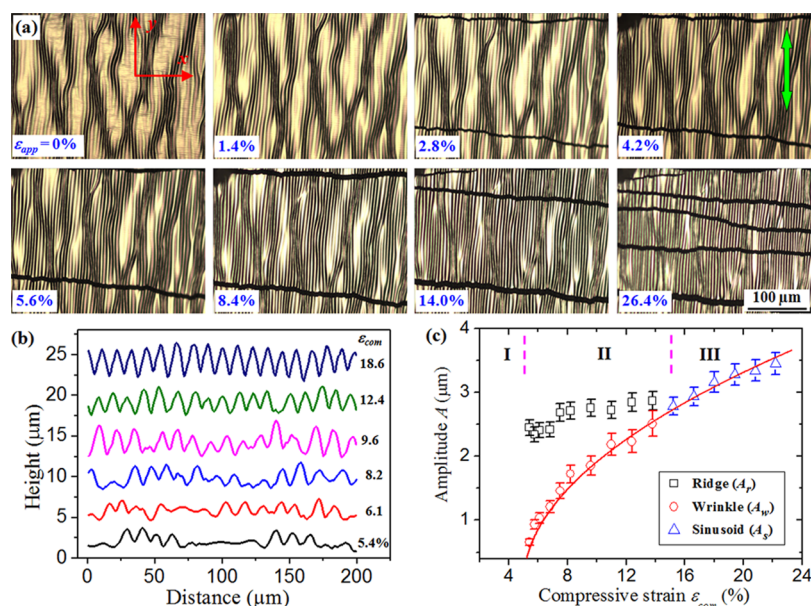 (a)
y
x
ε_app = 0%
1.4%
2.8%
4.2%
5.6%
8.4%
14.0%
26.4%
100 μm
(b)
ε_com
25
20
15
10
5
0
18.6
12.4
9.6
8.2
6.1
5.4%
Height (μm)
0 50 100 150 200
Distance (μm)
(c)
I II III
4
3
2
1
Amplitude A (μm)
Ridge (A_r)
Wrinkle (A_w)
Sinusoid (A_s)
4 8 12 16 20 24
Compressive strain ε_com (%)